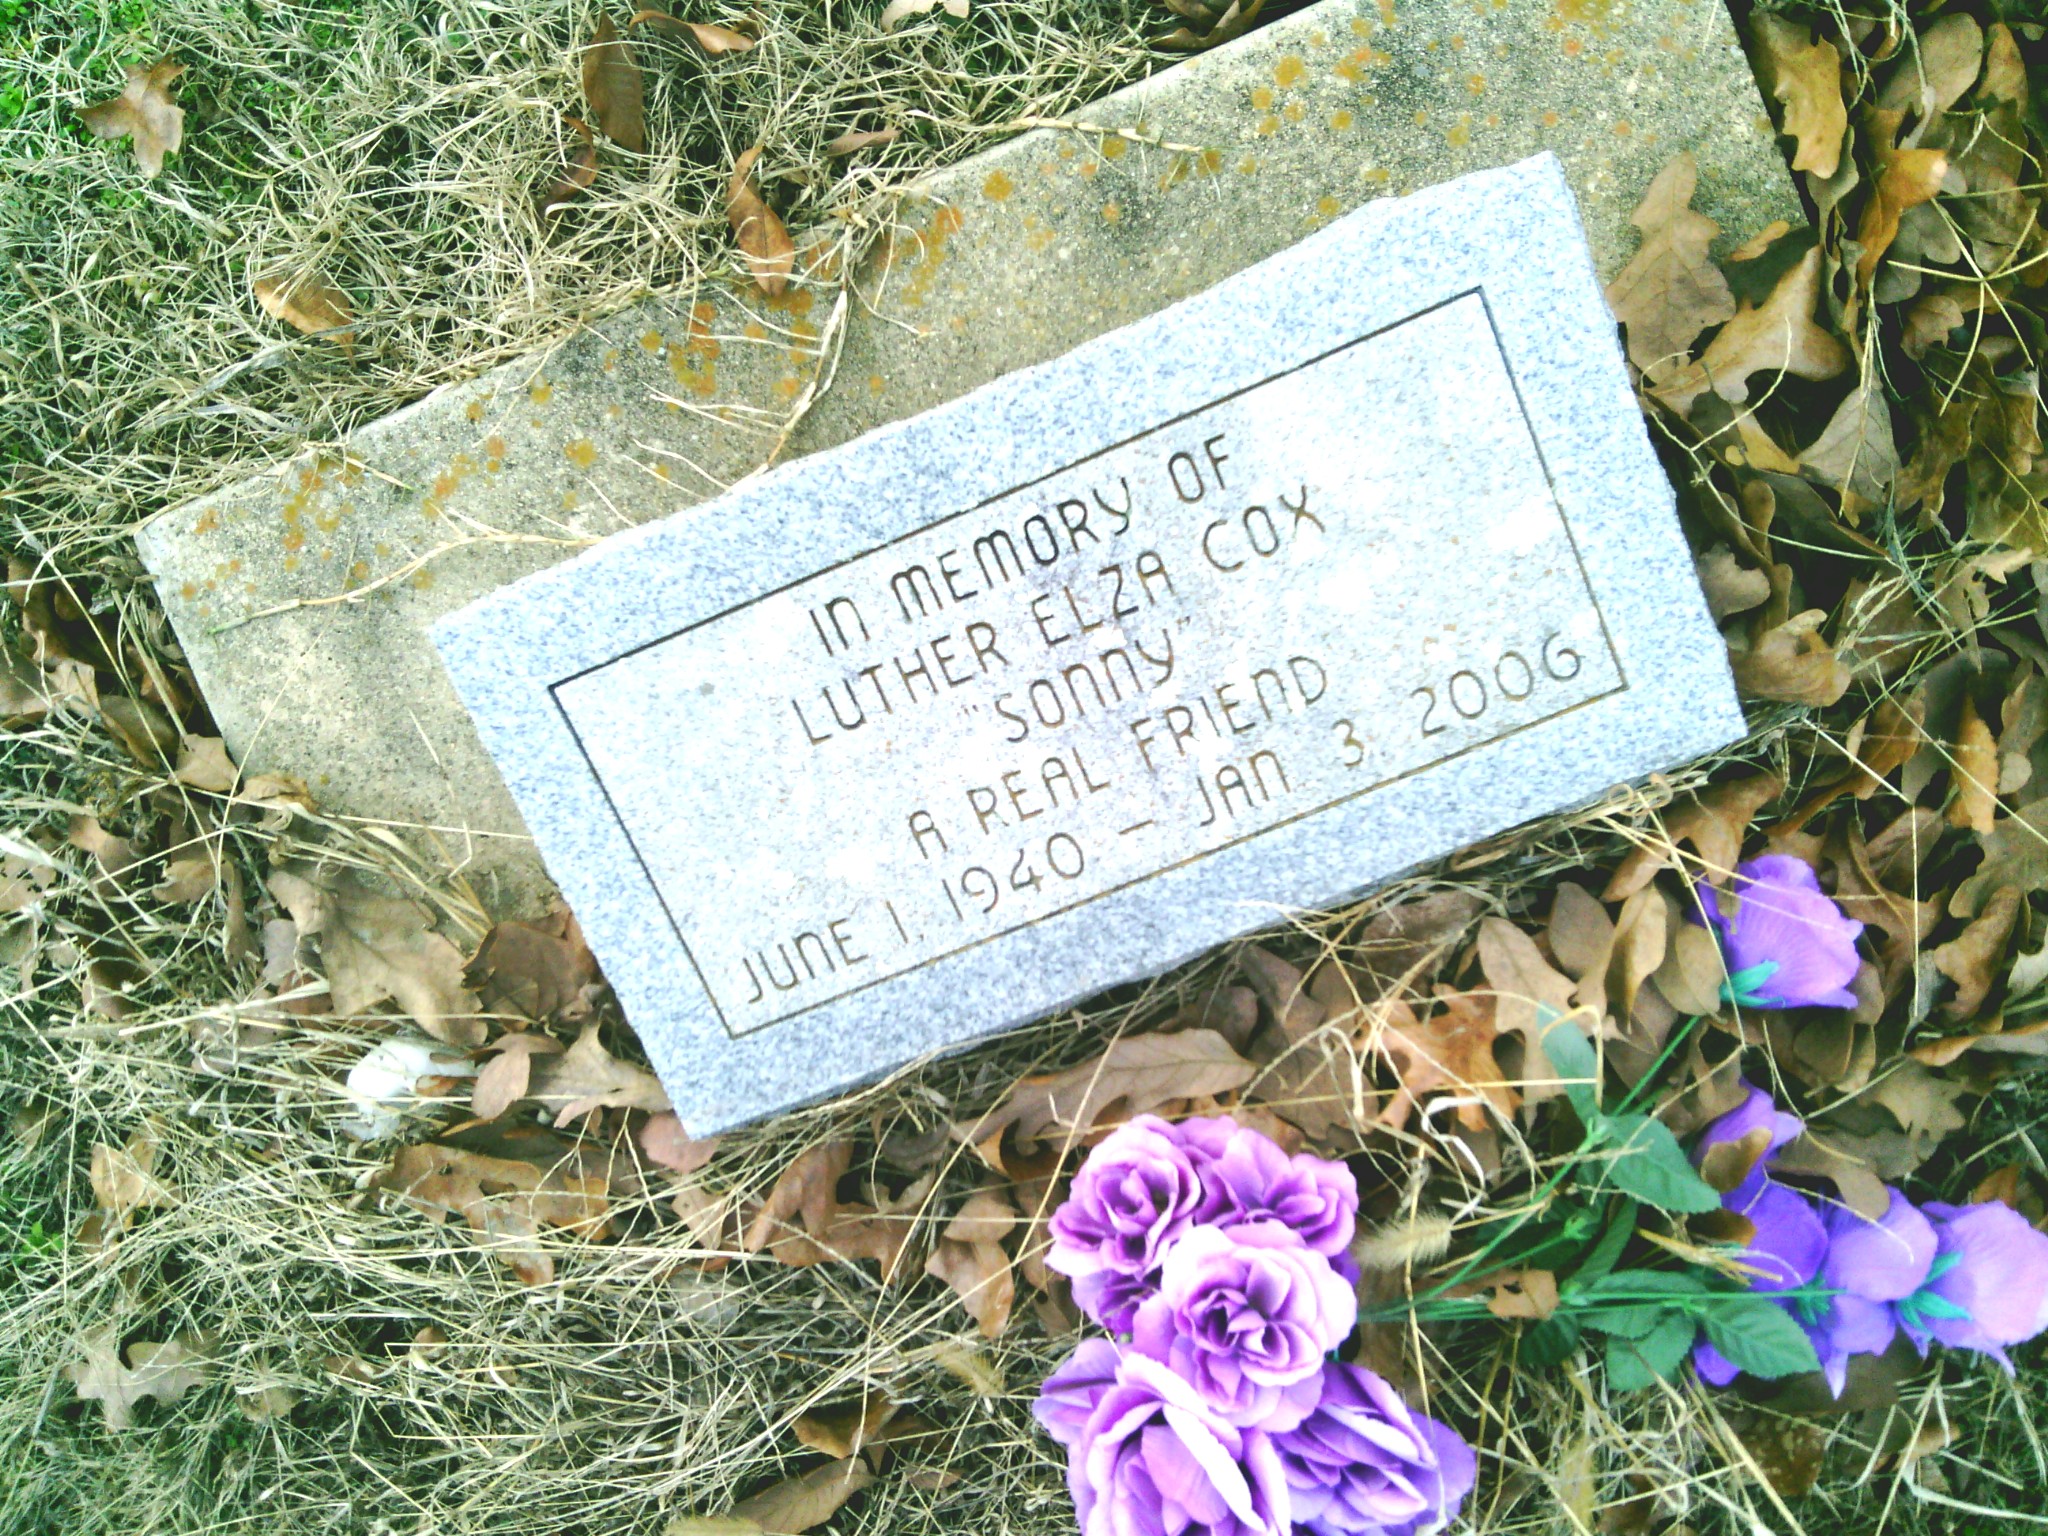 IN MEMORY OF
LUTHER ELZA COX
"SONNY"
A REAL FRIEND
JUNE 1, 1940 - JAN 3, 2006